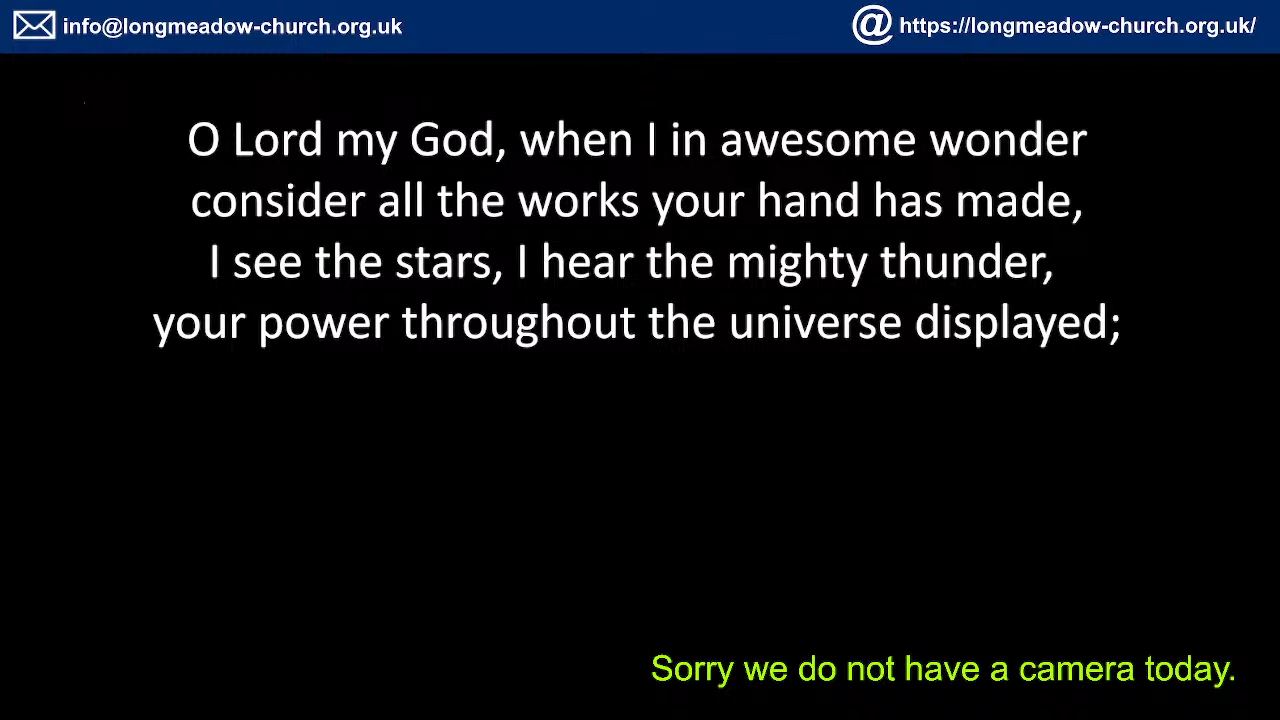 info@longmeadow-church.org.uk
https://longmeadow-church.org.uk/
O Lord my God, when I in awesome wonder
consider all the works your hand has made,
I see the stars, I hear the mighty thunder,
your power throughout the universe displayed;
Sorry we do not have a camera today.